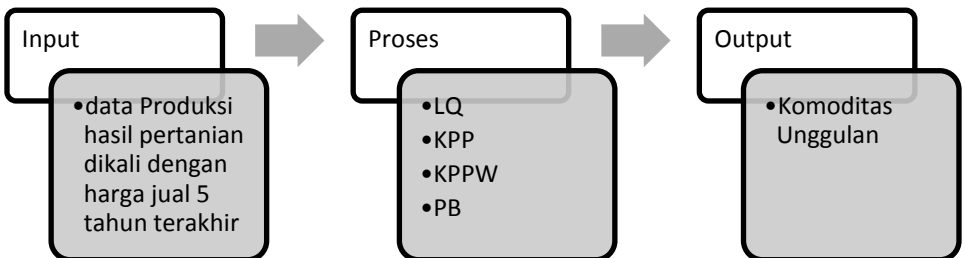 Input
•data Produksi
hasil pertanian
dikali dengan
harga jual 5
tahun terakhir
Proses
•LQ
•KPP
•KPPW
•PB
Output
•Komoditas
Unggulan